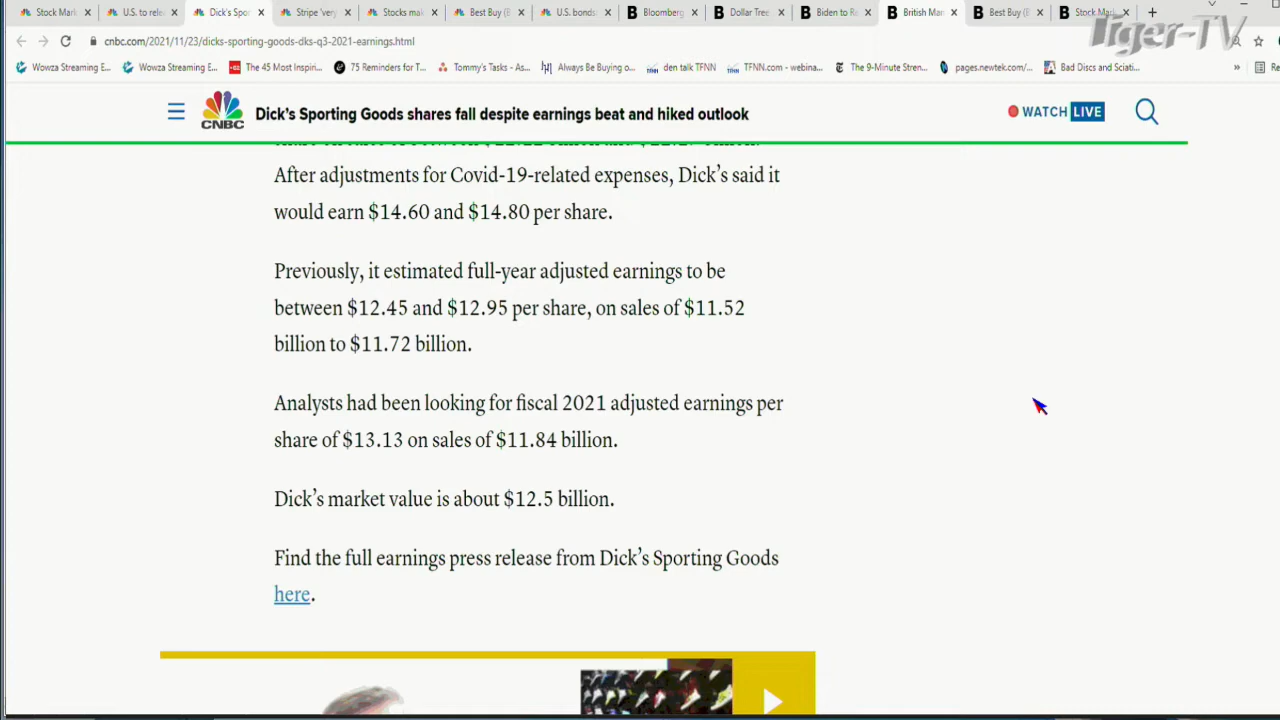 Stock Mark
U.S. to rele
Dick's Spor
Stripe 'very
Stocks mak
Best Buy (B
U.S. bonds
Bloomberg
Dollar Tree
Biden to Re
British Man
Best Buy (B
Stock Mark
Tiger-TV
cnbc.com/2021/11/23/dicks-sporting-goods-dks-q3-2021-earnings.html
Wowza Streaming E...
Wowza Streaming E...
The 45 Most Inspiri...
75 Reminders for T...
Tommy's Tasks - As...
Always Be Buying o...
den talk TFNN
TFNN.com - webina...
The 9-Minute Stren...
pages.newtek.com/...
Bad Discs and Sciati...
»
CNBC
Dick's Sporting Goods shares fall despite earnings beat and hiked outlook
WATCH LIVE
After adjustments for Covid-19-related expenses, Dick's said it
would earn $14.60 and $14.80 per share.
Previously, it estimated full-year adjusted earnings to be
between $12.45 and $12.95 per share, on sales of $11.52
billion to $11.72 billion.
Analysts had been looking for fiscal 2021 adjusted earnings per
share of $13.13 on sales of $11.84 billion.
Dick's market value is about $12.5 billion.
Find the full earnings press release from Dick's Sporting Goods
here.